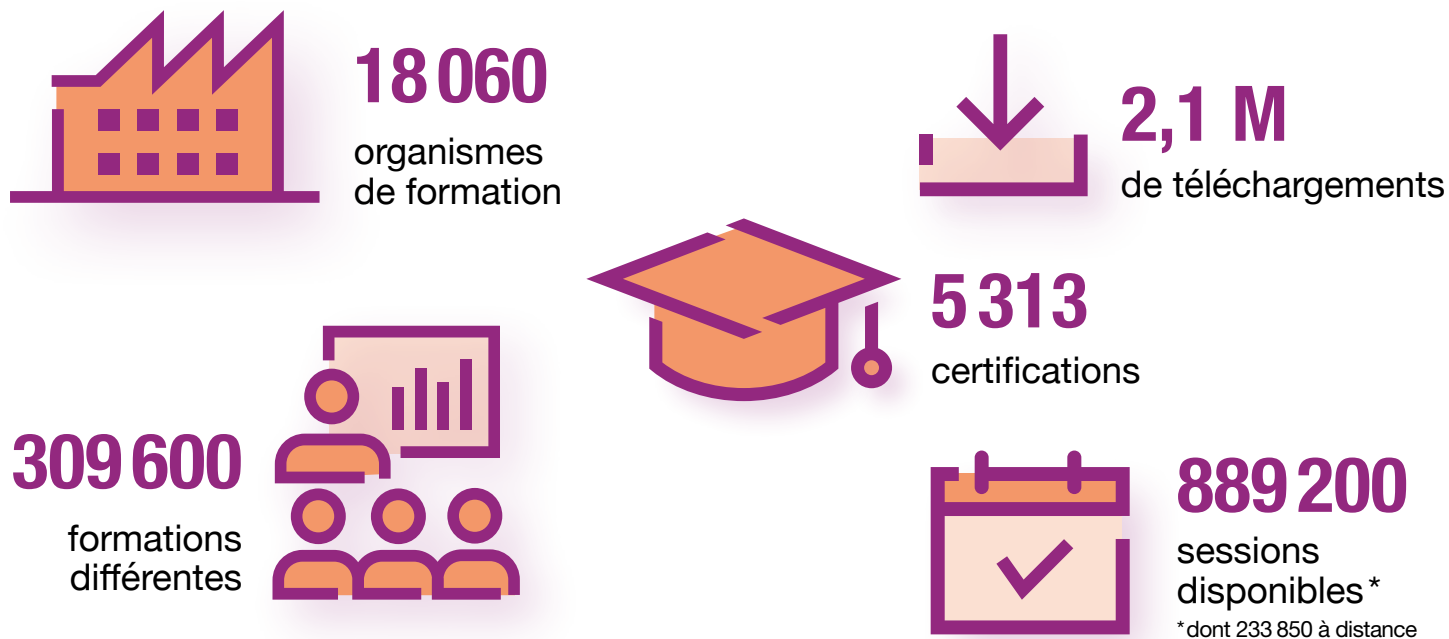 18 060
organismes
de formation
2,1 M
de téléchargements
5 313
certifications
309 600
formations
différentes
889 200
sessions
disponibles*
*dont 233 850 à distance